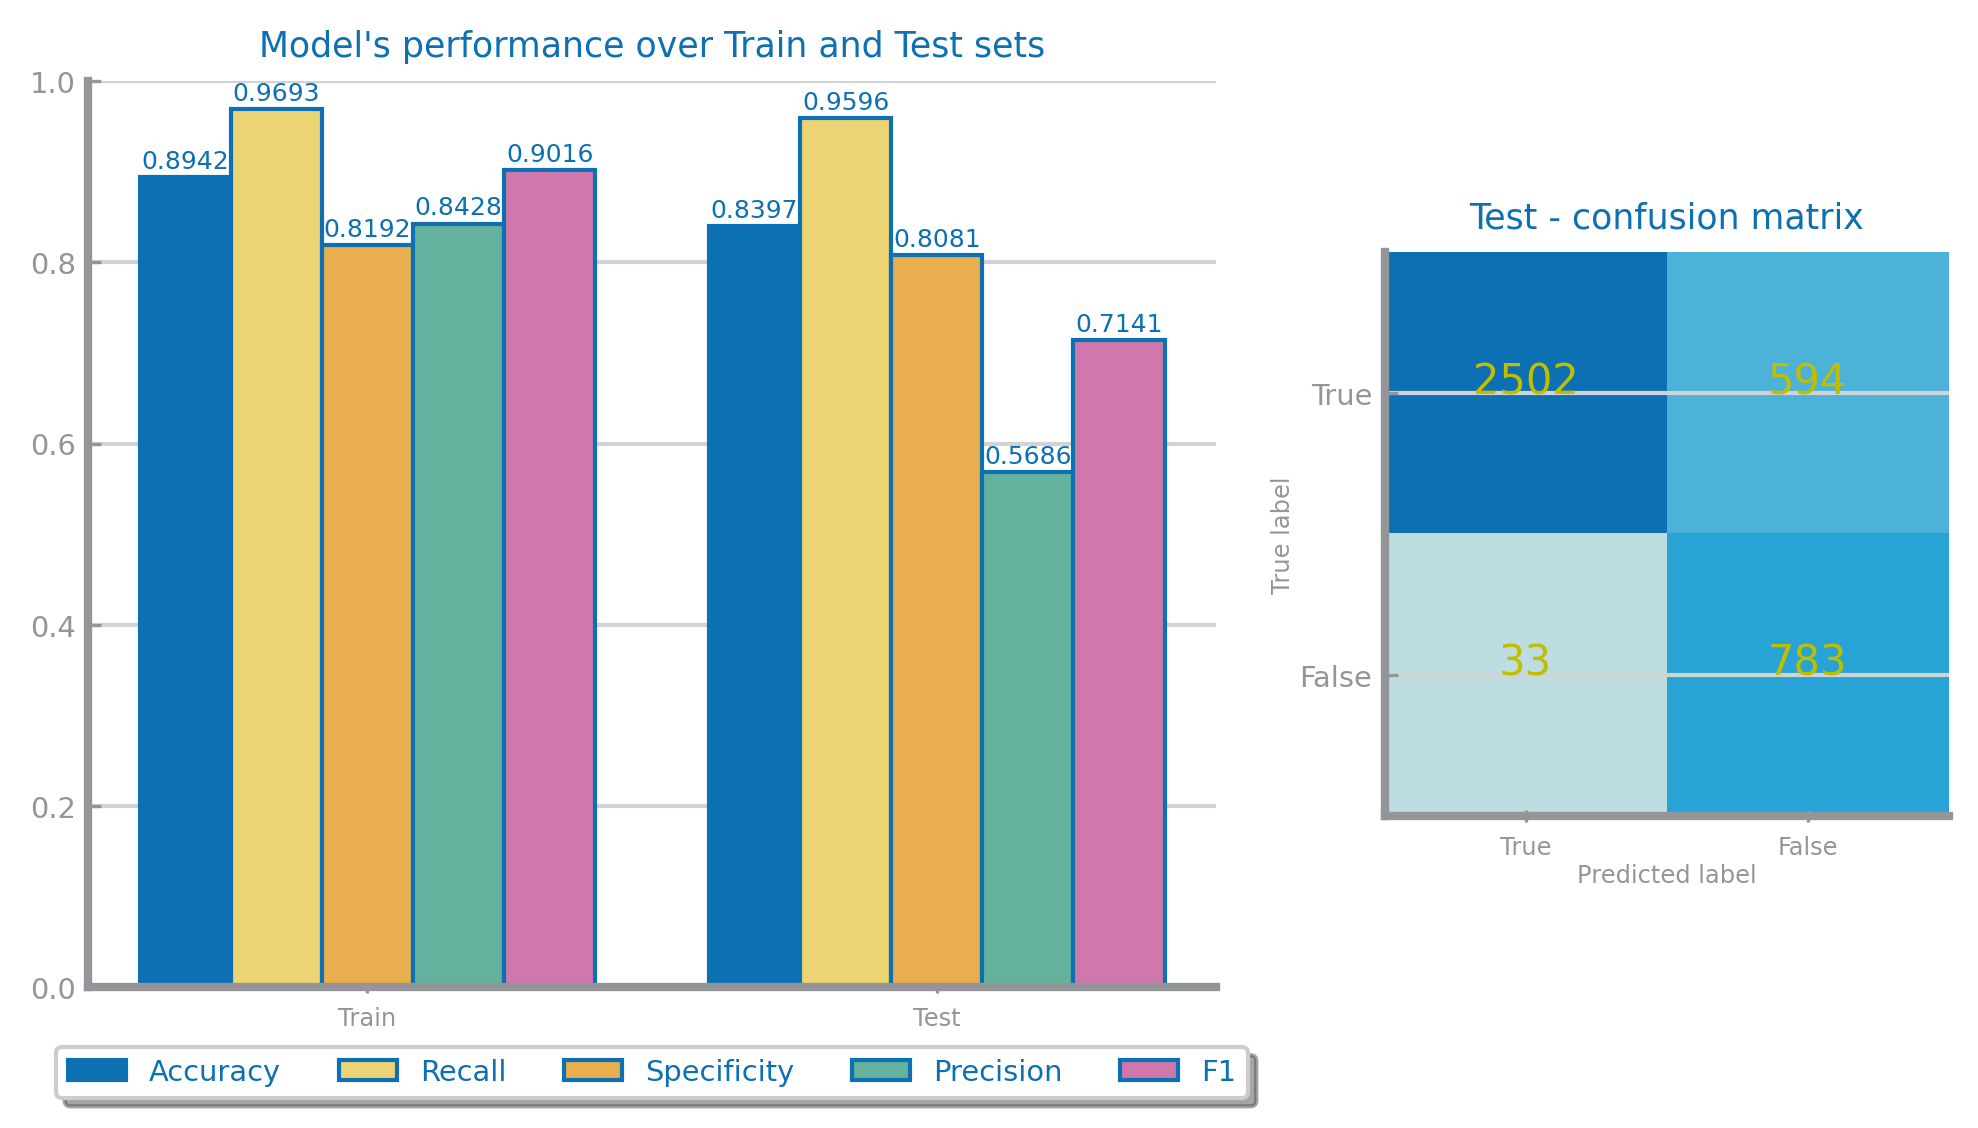 Model's performance over Train and Test sets
1.0
0.8
0.6
0.4
0.2
0.0
0.8942
0.9693
0.8192
0.8428
0.9016
0.8397
0.9596
0.8081
0.5686
0.7141
Train
Test
Accuracy
Recall
Specificity
Precision
F1
Test - confusion matrix
True label
True
False
2502
594
33
783
True
False
Predicted label